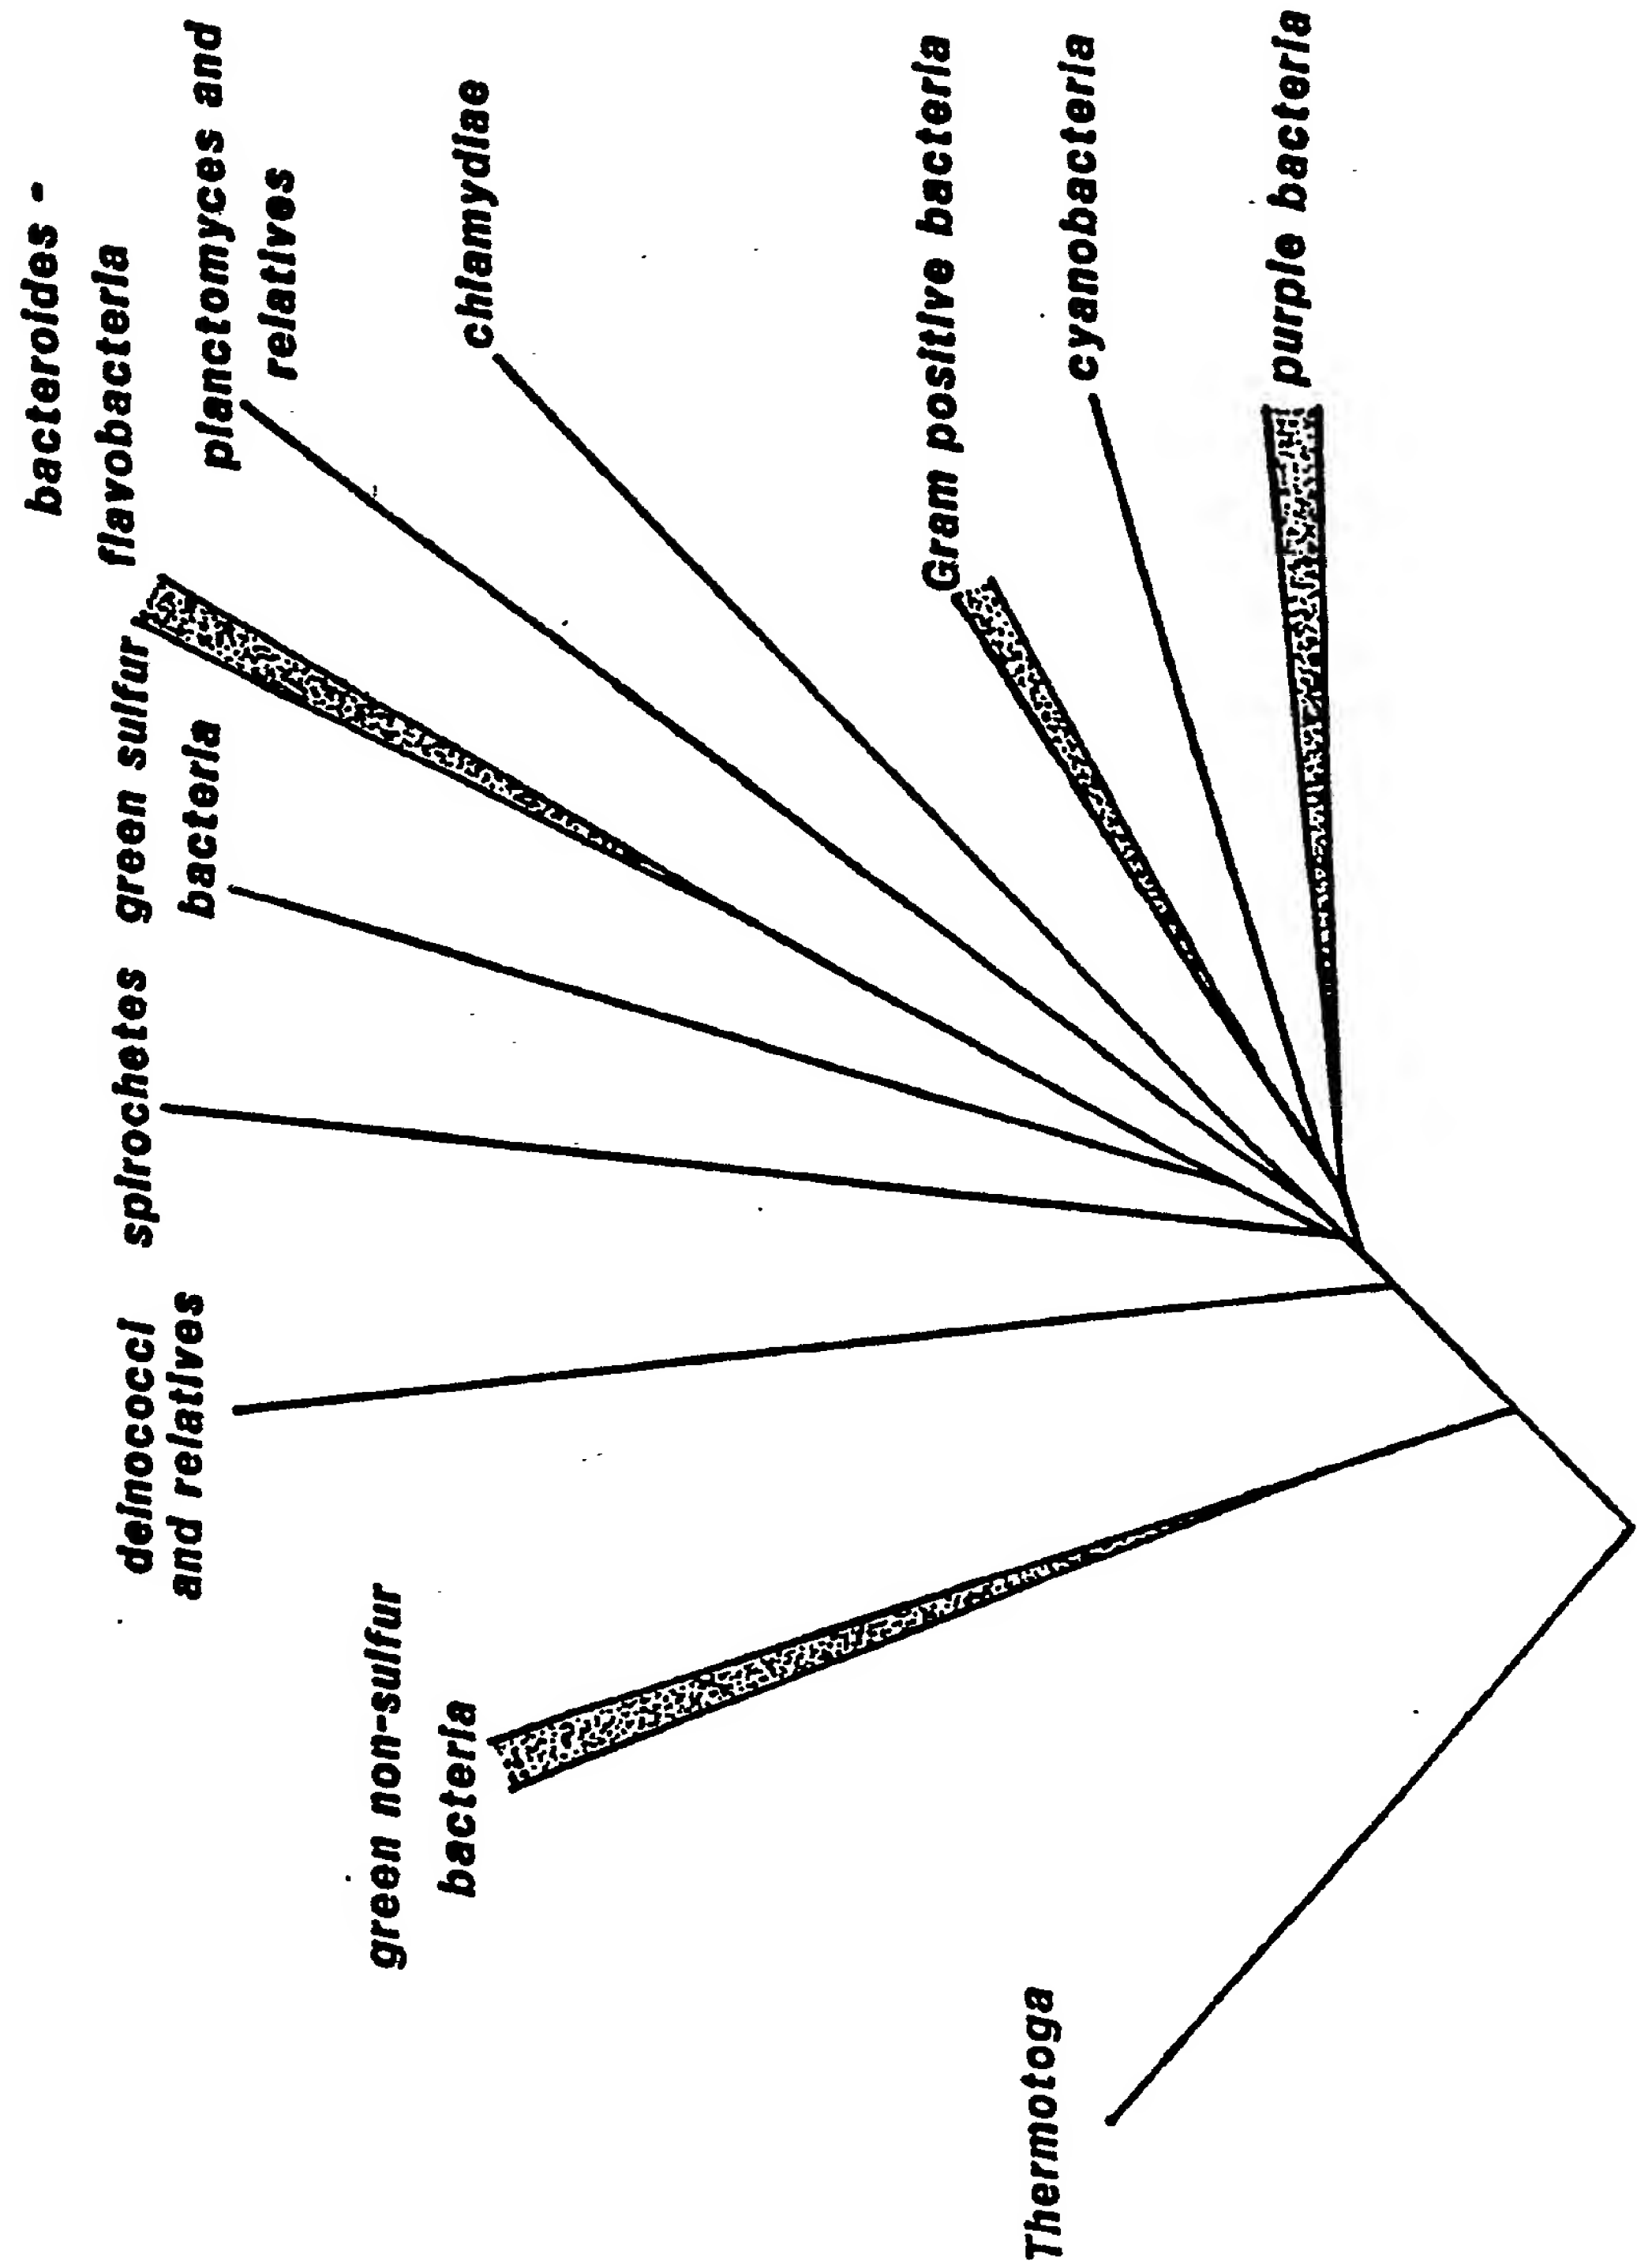 Thermotoga
green non-sulfur
bacteria
deinococci
and relatives
spirochetes
green sulfur
bacteria
bacteroides -
flavobacteria
planctomyces and
relatives
chlamydiae
Gram positive bacteria
cyanobacteria
purple bacteria